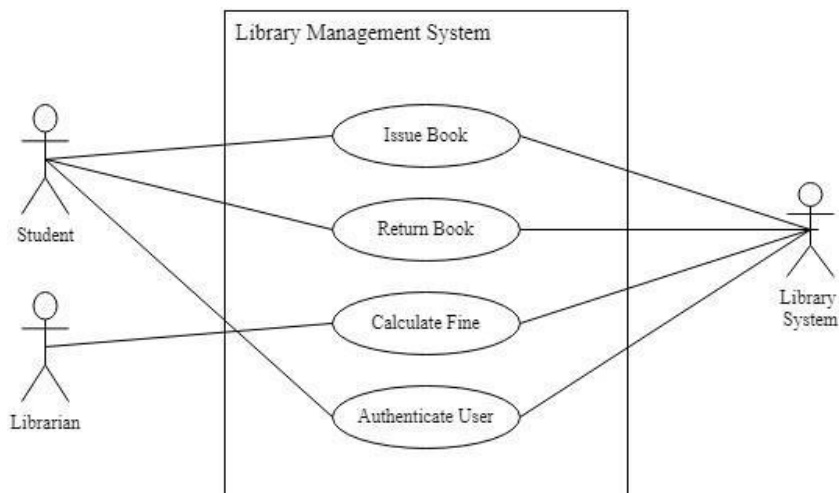 Library Management System
Issue Book
Return Book
Student
Calculate Fine
Library
System
Authenticate User
Librarian